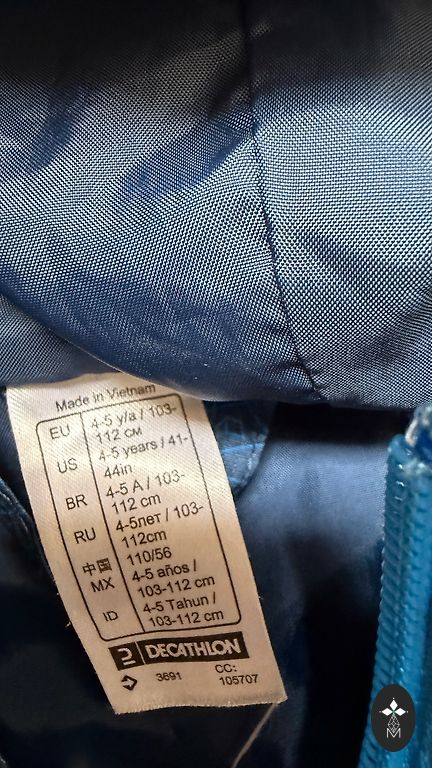 Made in Vietnam
EU 4-5 y/a / 103-
112 см
US 4-5 years / 41-
44in
BR 4-5 A / 103-
112 cm
RU 4-5лет / 103-
112cm
中国 110/56
MX 4-5 años /
103-112 cm
ID 4-5 Tahun /
103-112 cm
DECATHLON
3691 CC:
105707
M